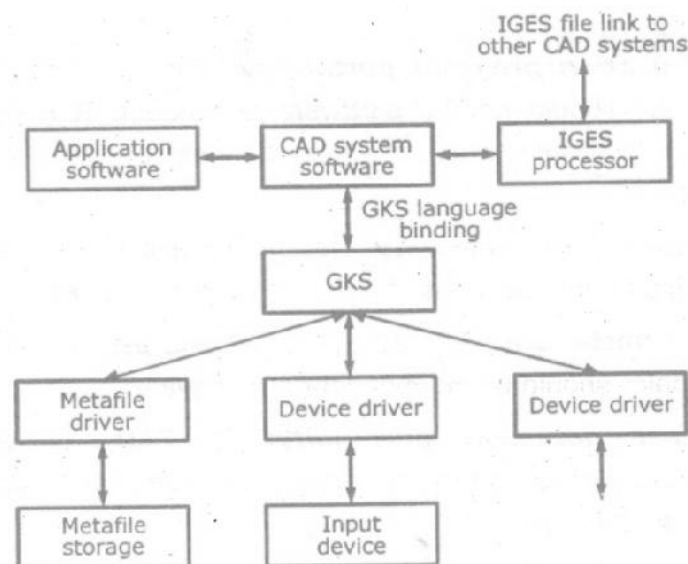 IGES file link to
other CAD systems
Application
software
CAD system
software
IGES
processor
GKS language
binding
GKS
Metafile
driver
Device driver
Device driver
Metafile
storage
Input
device